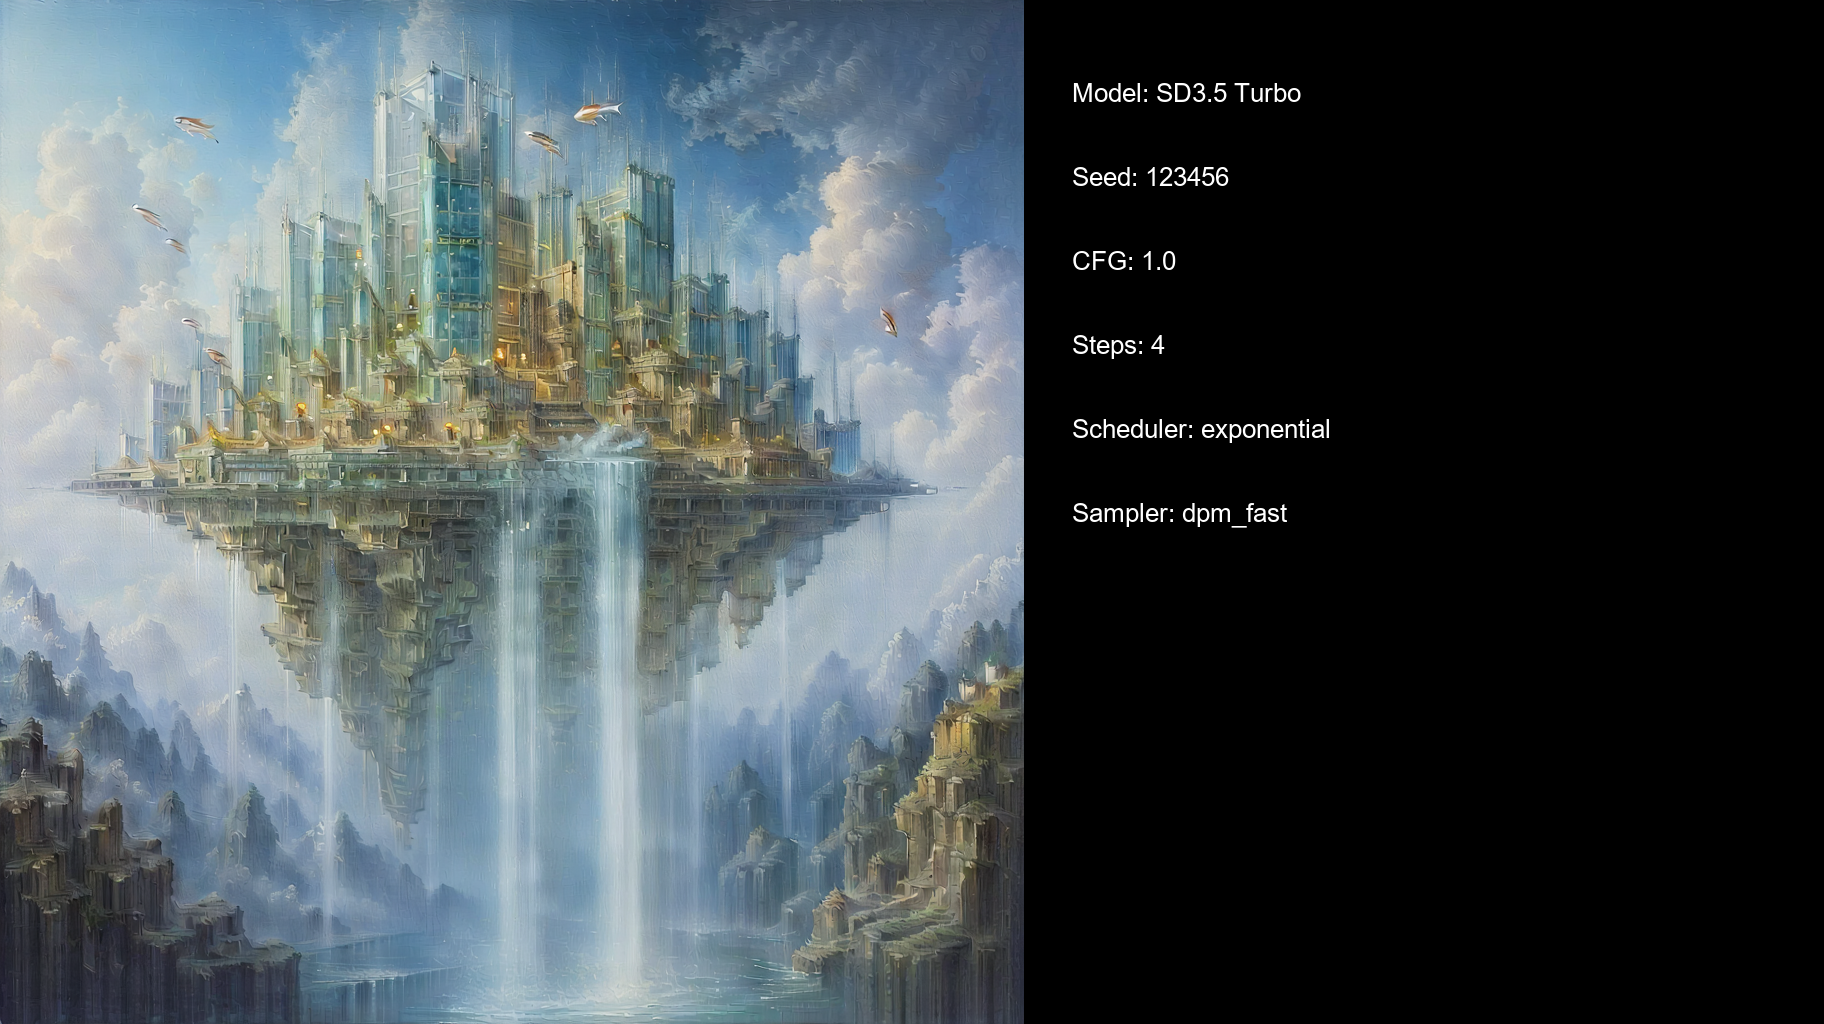 Model: SD3.5 Turbo
Seed: 123456
CFG: 1.0
Steps: 4
Scheduler: exponential
Sampler: dpm_fast